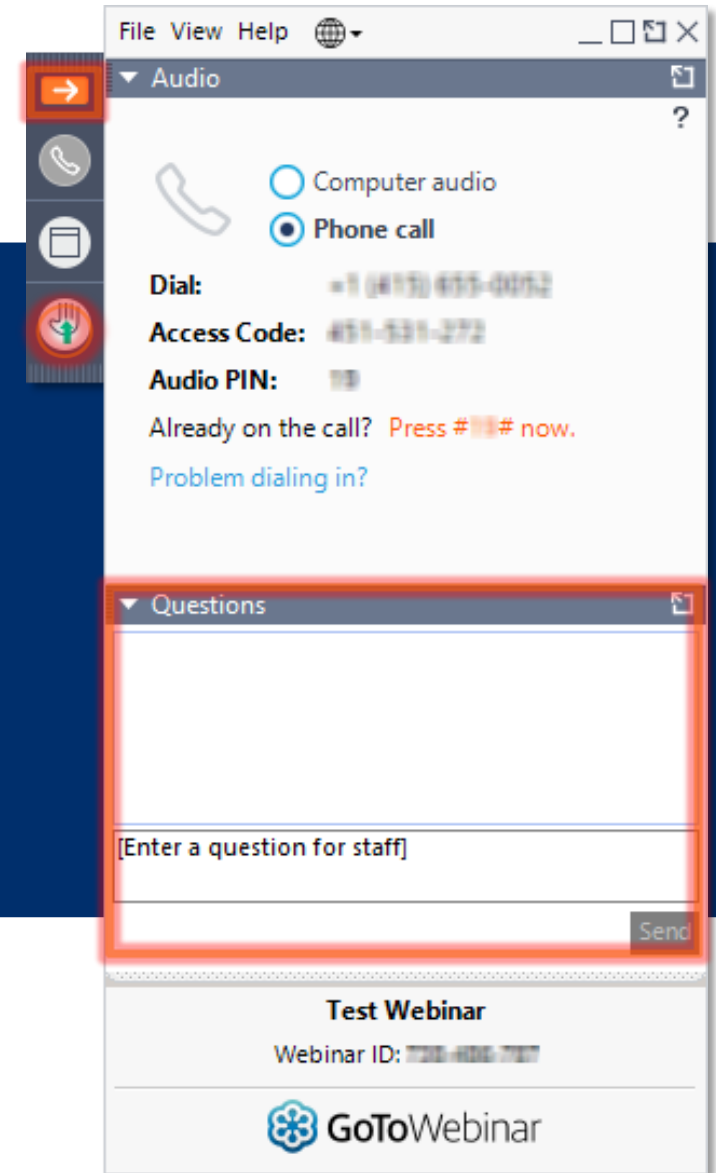 File View Help
Audio
?
Computer audio
Phone call
Dial:
Access Code:
Audio PIN:
Already on the call? Press # # now.
Problem dialing in?
Questions
[Enter a question for staff]
Send
Test Webinar
Webinar ID:
GoToWebinar